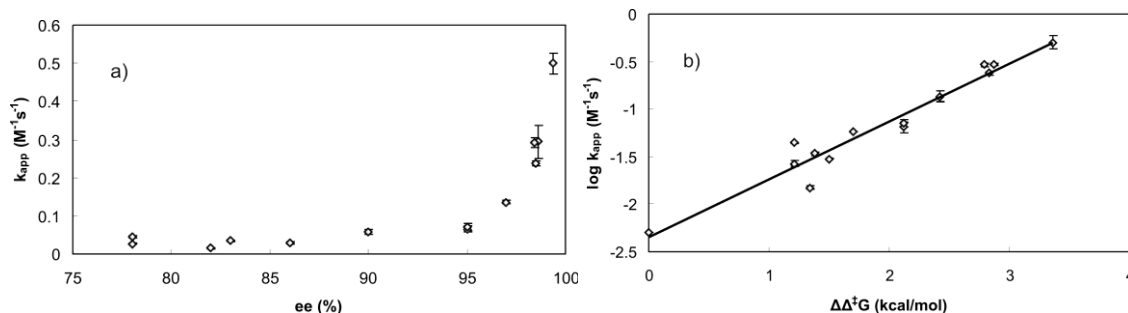 a)
k_app (M⁻¹s⁻¹)
0.6
0.5
0.4
0.3
0.2
0.1
0
75 80 85 90 95 100
ee (%)
b)
log k_app (M⁻¹s⁻¹)
0
-0.5
-1
-1.5
-2
-2.5
0 1 2 3 4
ΔΔ‡G (kcal/mol)